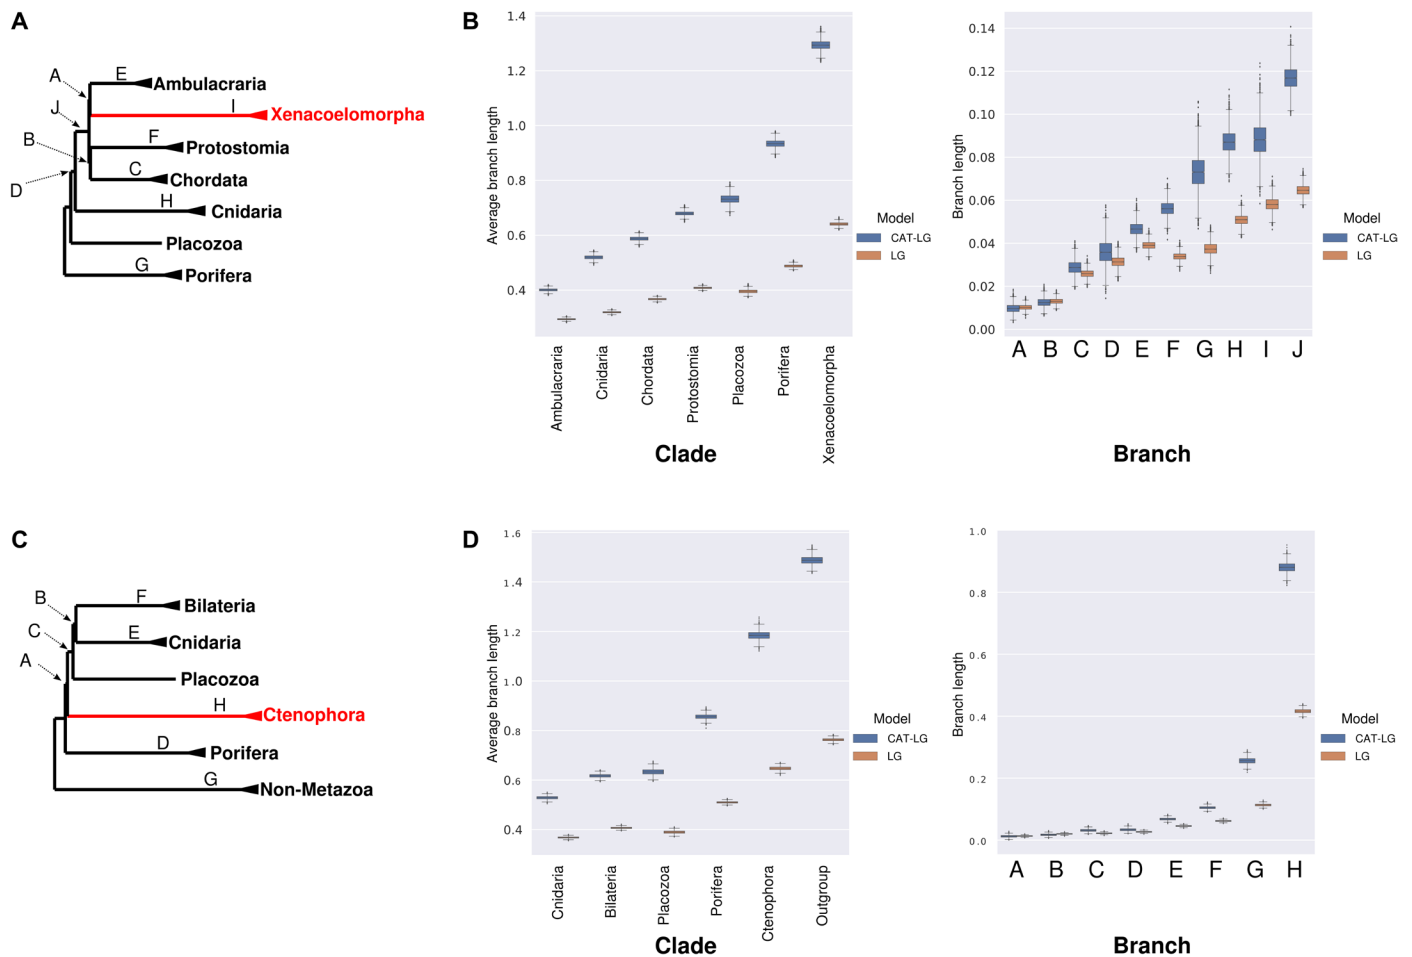 A
E
A
Ambulacraria
I
J
Xenacoelomorpha
B
F
Protostomia
C
Chordata
D
H
Cnidaria
Placozoa
G
Porifera
B
1.4
1.2
1.0
0.8
0.6
0.4
Average branch length
Ambulacraria
Cnidaria
Chordata
Protostomia
Placozoa
Porifera
Xenacoelomorpha
Clade
Model
CAT-LG
LG
0.14
0.12
0.10
0.08
0.06
0.04
0.02
0.00
Branch length
A B C D E F G H I J
Branch
Model
CAT-LG
LG
C
B
F
Bilateria
C
E
Cnidaria
A
Placozoa
H
Ctenophora
D
Porifera
G
Non-Metazoa
D
1.6
1.4
1.2
1.0
0.8
0.6
0.4
Average branch length
Cnidaria
Bilateria
Placozoa
Porifera
Ctenophora
Outgroup
Clade
Model
CAT-LG
LG
1.0
0.8
0.6
0.4
0.2
0.0
Branch length
A B C D E F G H
Branch
Model
CAT-LG
LG